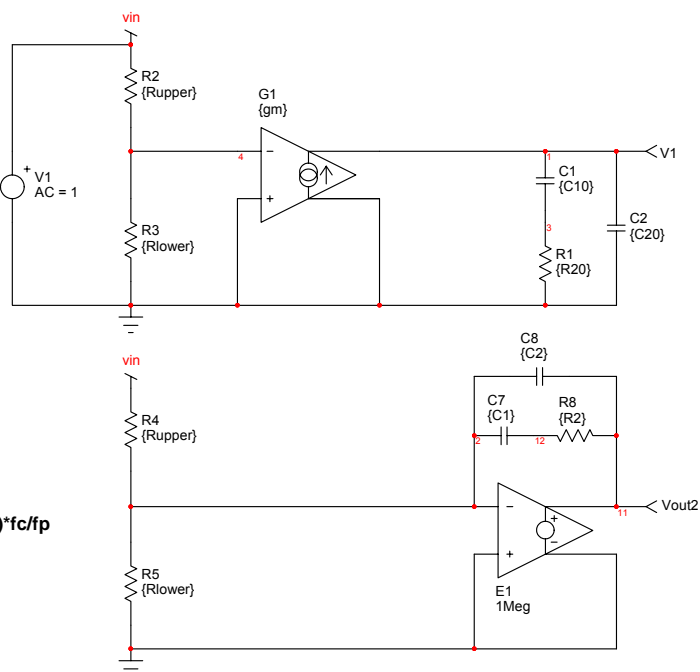 vin
R2
{Rupper}
G1
{gm}
4
1
V1
+
V1
AC = 1
C1
{C10}
C2
{C20}
3
R3
{Rlower}
R1
{R20}
−
+
vin
C8
{C2}
C7
{C1}
R8
{R2}
R4
{Rupper}
2
12
)*fc/fp
−
+
+
−
11
Vout2
R5
{Rlower}
E1
1Meg